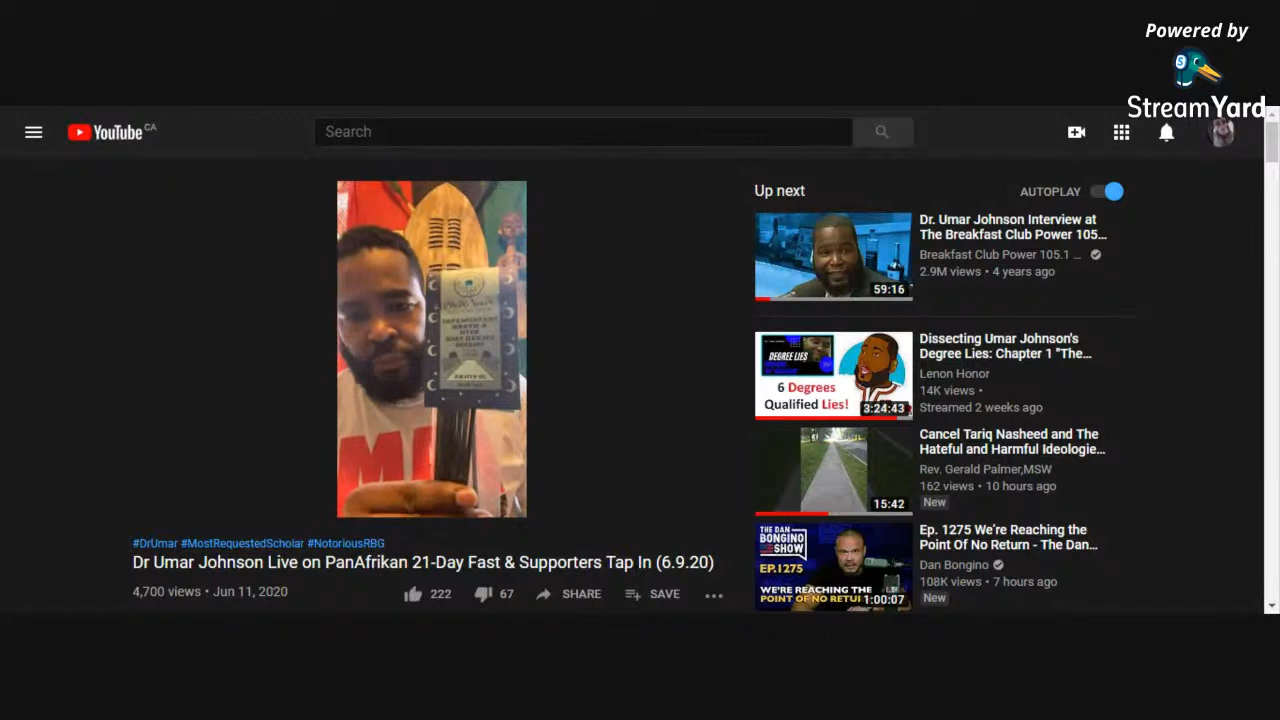 Powered by
StreamYard
YouTube CA
Search
Up next
AUTOPLAY
Dr. Umar Johnson Interview at
The Breakfast Club Power 105...
Breakfast Club Power 105.1 ...
2.9M views • 4 years ago
59:16
Dissecting Umar Johnson's
Degree Lies: Chapter 1 "The...
Lenon Honor
14K views •
Streamed 2 weeks ago
DEGREE LIES
6 Degrees
Qualified Lies!
3:24:43
Cancel Tariq Nasheed and The
Hateful and Harmful Ideologie...
Rev. Gerald Palmer,MSW
162 views • 10 hours ago
New
15:42
Ep. 1275 We're Reaching the
Point Of No Return - The Dan...
Dan Bongino
108K views • 7 hours ago
New
THE DAN
BONGINO
SHOW
EP.1275
WE'RE REACHING THE
POINT OF NO RETU
1:00:07
#DrUmar #MostRequestedScholar #NotoriousRBG
Dr Umar Johnson Live on PanAfrikan 21-Day Fast & Supporters Tap In (6.9.20)
4,700 views • Jun 11, 2020
222
67
SHARE
SAVE